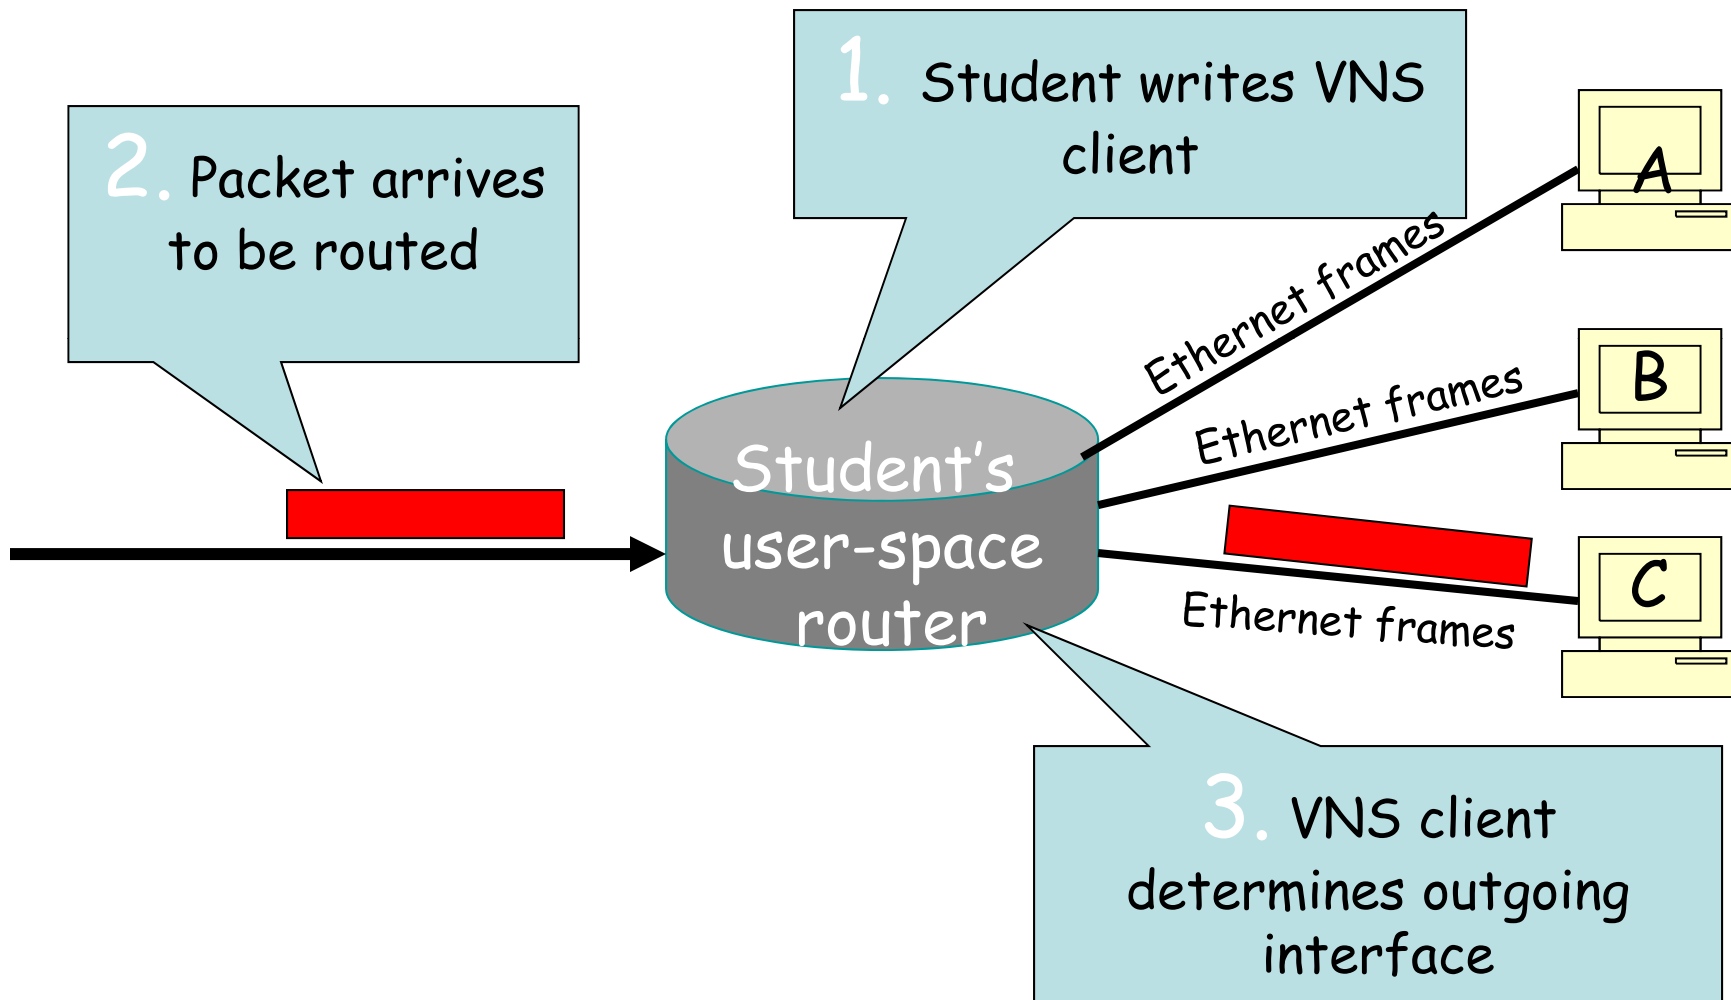 1. Student writes VNS
client
2. Packet arrives
to be routed
A
Ethernet frames
B
Ethernet frames
Student's
user-space
router
C
Ethernet frames
3. VNS client
determines outgoing
interface